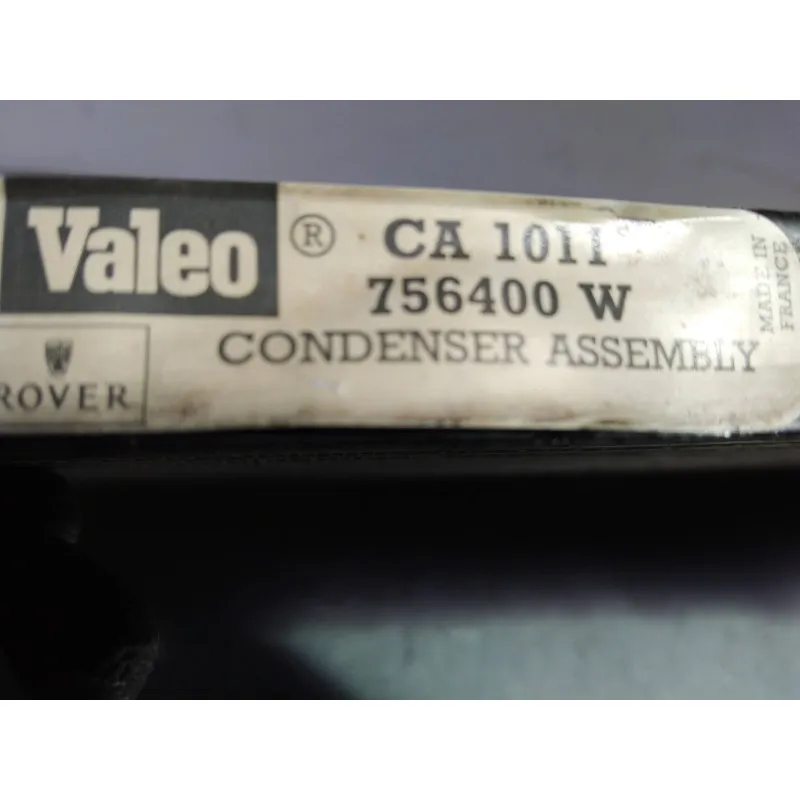 Valeo ® CA 1011
756400 W
CONDENSER ASSEMBLY
ROVER
MADE IN
FRANCE